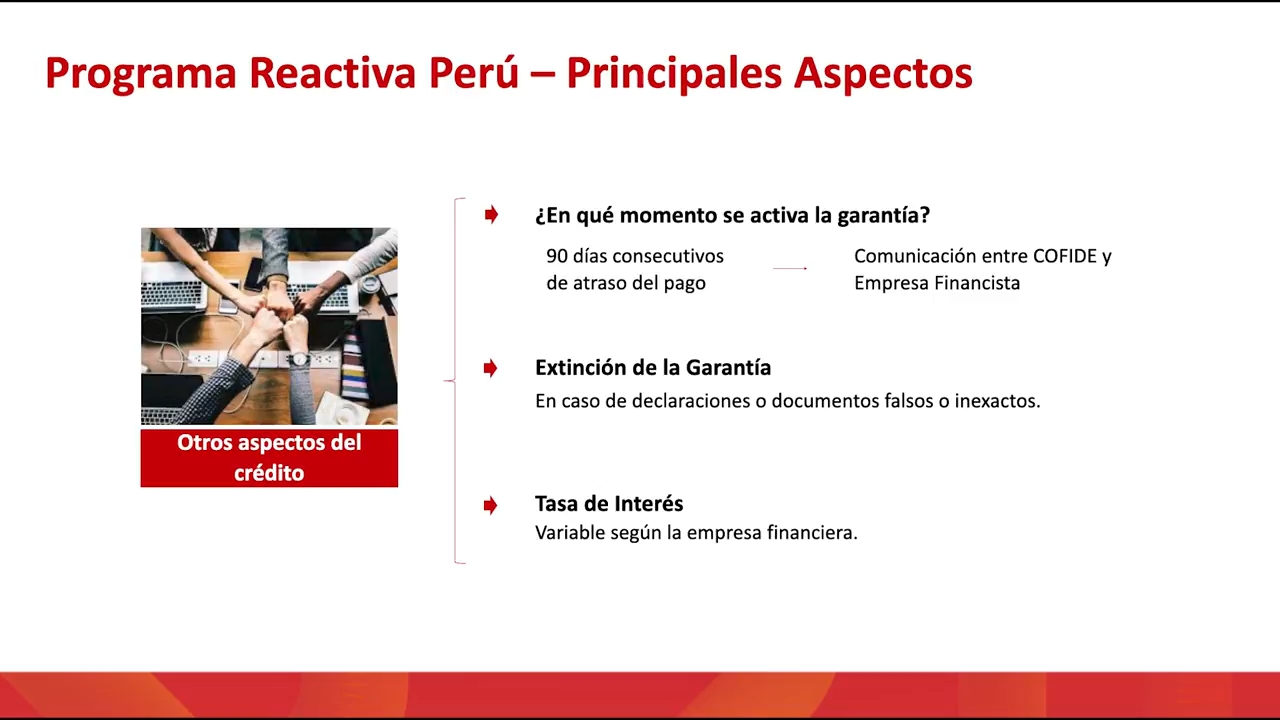 Programa Reactiva Perú – Principales Aspectos
¿En qué momento se activa la garantía?
90 días consecutivos
de atraso del pago
Comunicación entre COFIDE y
Empresa Financista
Extinción de la Garantía
En caso de declaraciones o documentos falsos o inexactos.
Otros aspectos del
crédito
Tasa de Interés
Variable según la empresa financiera.